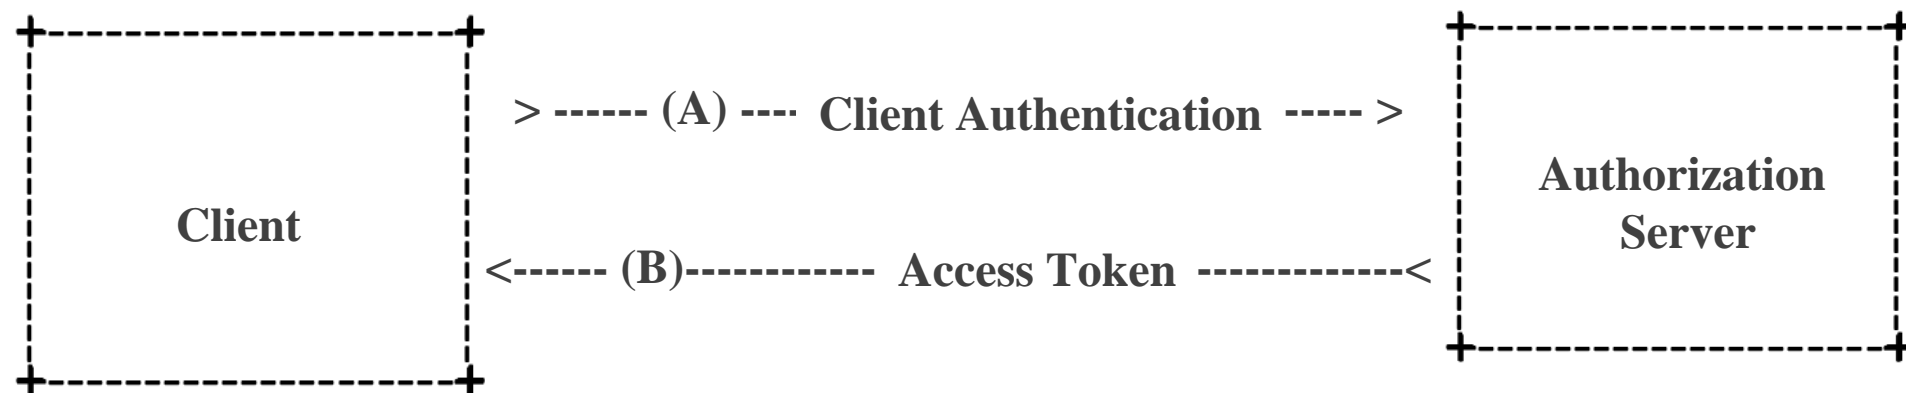 > ------ (A) ---- Client Authentication ----- >
Client
Authorization
Server
<------ (B)------------ Access Token -------------<